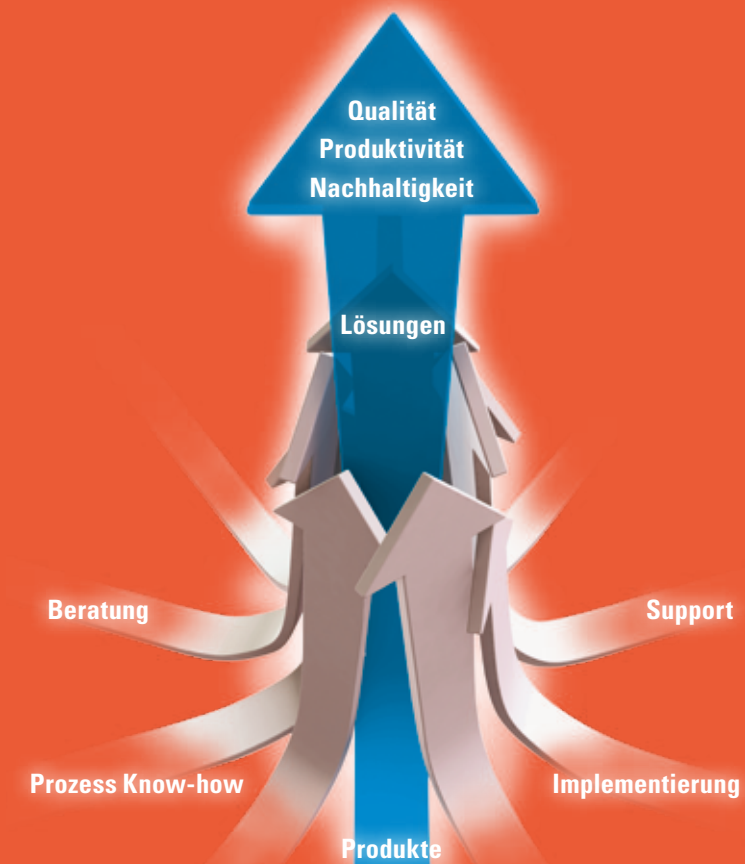 Qualität
Produktivität
Nachhaltigkeit
Lösungen
Beratung
Support
Prozess Know-how
Implementierung
Produkte